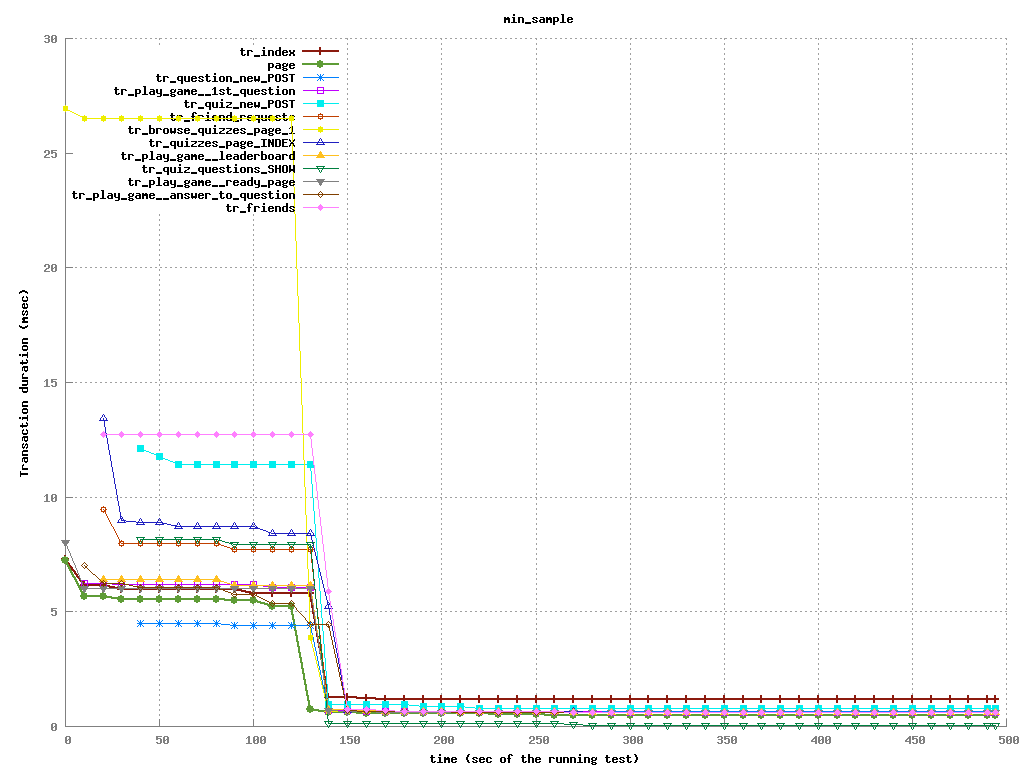 min_sample
30
25
20
15
10
5
0
Transaction duration (msec)
tr_index
page
tr_question_new_POST
tr_play_game__1st_question
tr_quiz_new_POST
tr_friend_requests
tr_browse_quizzes_page_1
tr_quizzes_page_INDEX
tr_play_game__leaderboard
tr_quiz_questions_SHOW
tr_play_game__ready_page
tr_play_game__answer_to_question
tr_friends
0 50 100 150 200 250 300 350 400 450 500
time (sec of the running test)